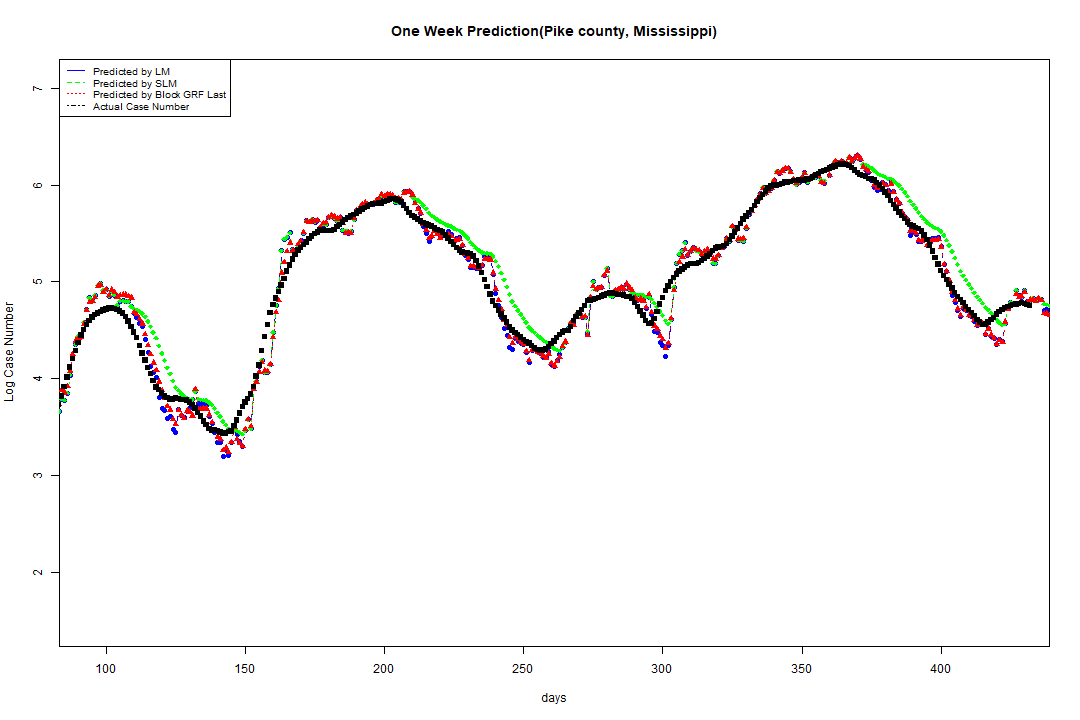 One Week Prediction(Pike county, Mississippi)
Predicted by LM
Predicted by SLM
Predicted by Block GRF Last
Actual Case Number
7
6
5
4
3
2
Log Case Number
100 150 200 250 300 350 400
days